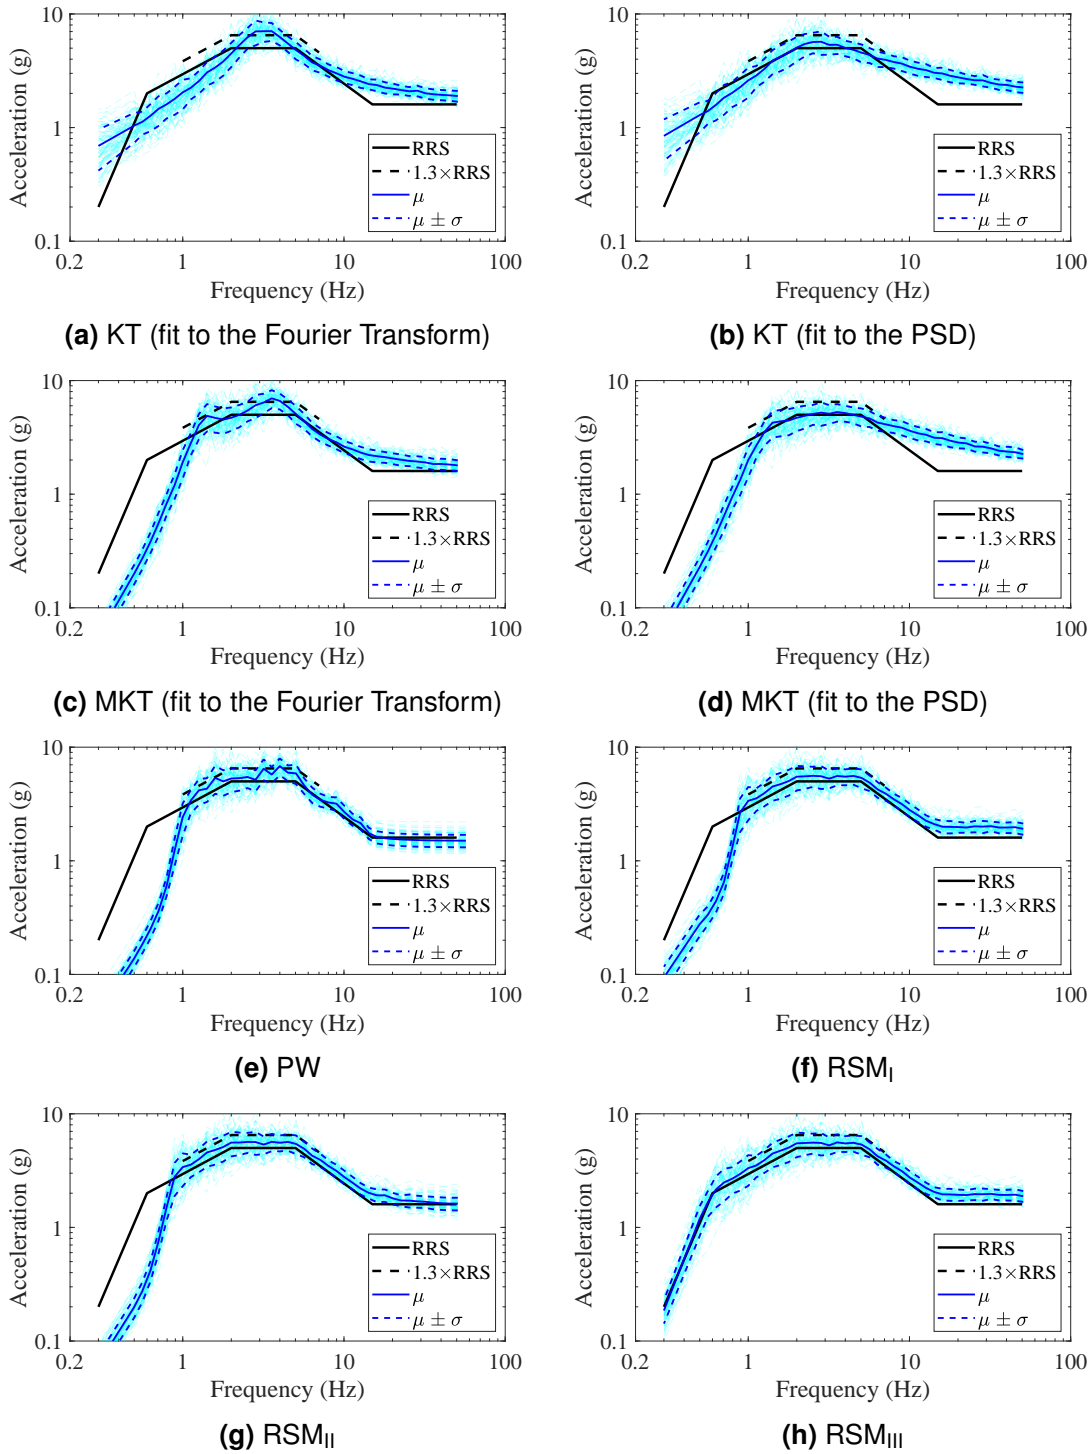 10
1
0.1
Acceleration (g)
RRS
1.3×RRS
μ
μ ± σ
0.2 1 10 100
Frequency (Hz)
(a) KT (fit to the Fourier Transform)
10
1
0.1
Acceleration (g)
RRS
1.3×RRS
μ
μ ± σ
0.2 1 10 100
Frequency (Hz)
(b) KT (fit to the PSD)
10
1
0.1
Acceleration (g)
RRS
1.3×RRS
μ
μ ± σ
0.2 1 10 100
Frequency (Hz)
(c) MKT (fit to the Fourier Transform)
10
1
0.1
Acceleration (g)
RRS
1.3×RRS
μ
μ ± σ
0.2 1 10 100
Frequency (Hz)
(d) MKT (fit to the PSD)
10
1
0.1
Acceleration (g)
RRS
1.3×RRS
μ
μ ± σ
0.2 1 10 100
Frequency (Hz)
(e) PW
10
1
0.1
Acceleration (g)
RRS
1.3×RRS
μ
μ ± σ
0.2 1 10 100
Frequency (Hz)
(f) RSM_I
10
1
0.1
Acceleration (g)
RRS
1.3×RRS
μ
μ ± σ
0.2 1 10 100
Frequency (Hz)
(g) RSM_II
10
1
0.1
Acceleration (g)
RRS
1.3×RRS
μ
μ ± σ
0.2 1 10 100
Frequency (Hz)
(h) RSM_III